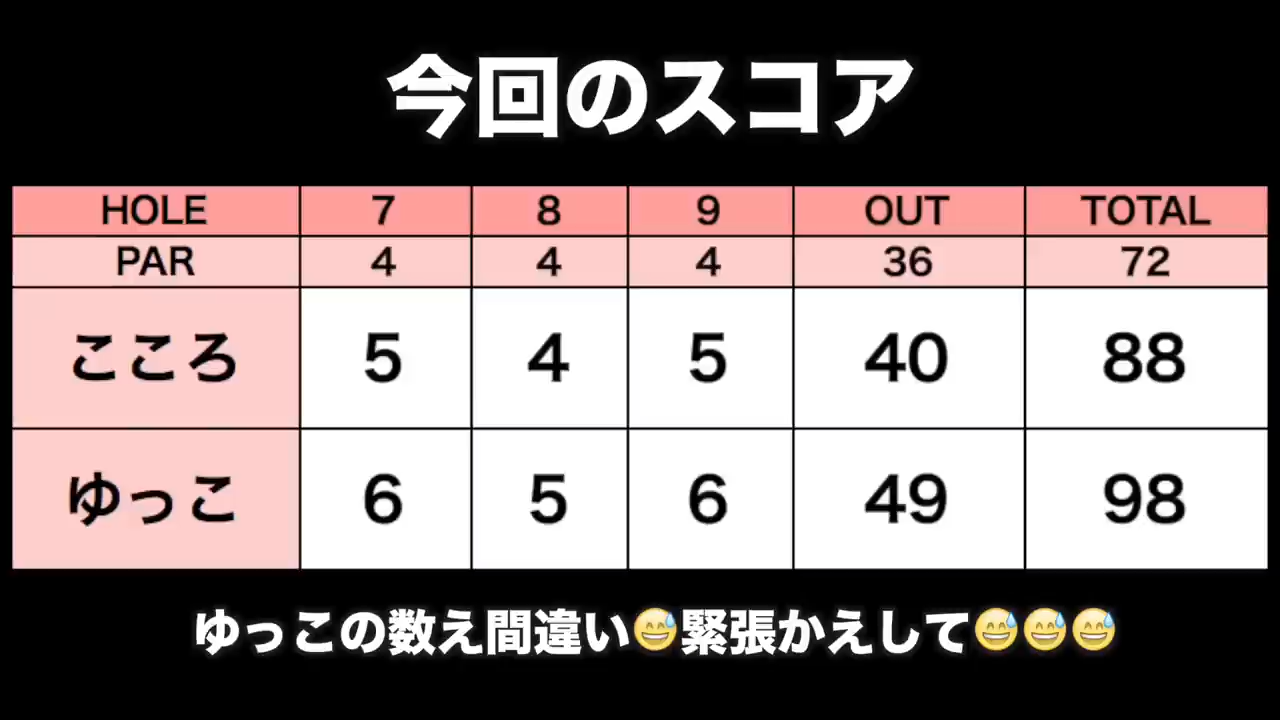 今回のスコア
HOLE 7 8 9 OUT TOTAL
PAR 4 4 4 36 72
こころ 5 4 5 40 88
ゆっこ 6 5 6 49 98
ゆっこの数え間違い😅緊張かえして😅😅😅